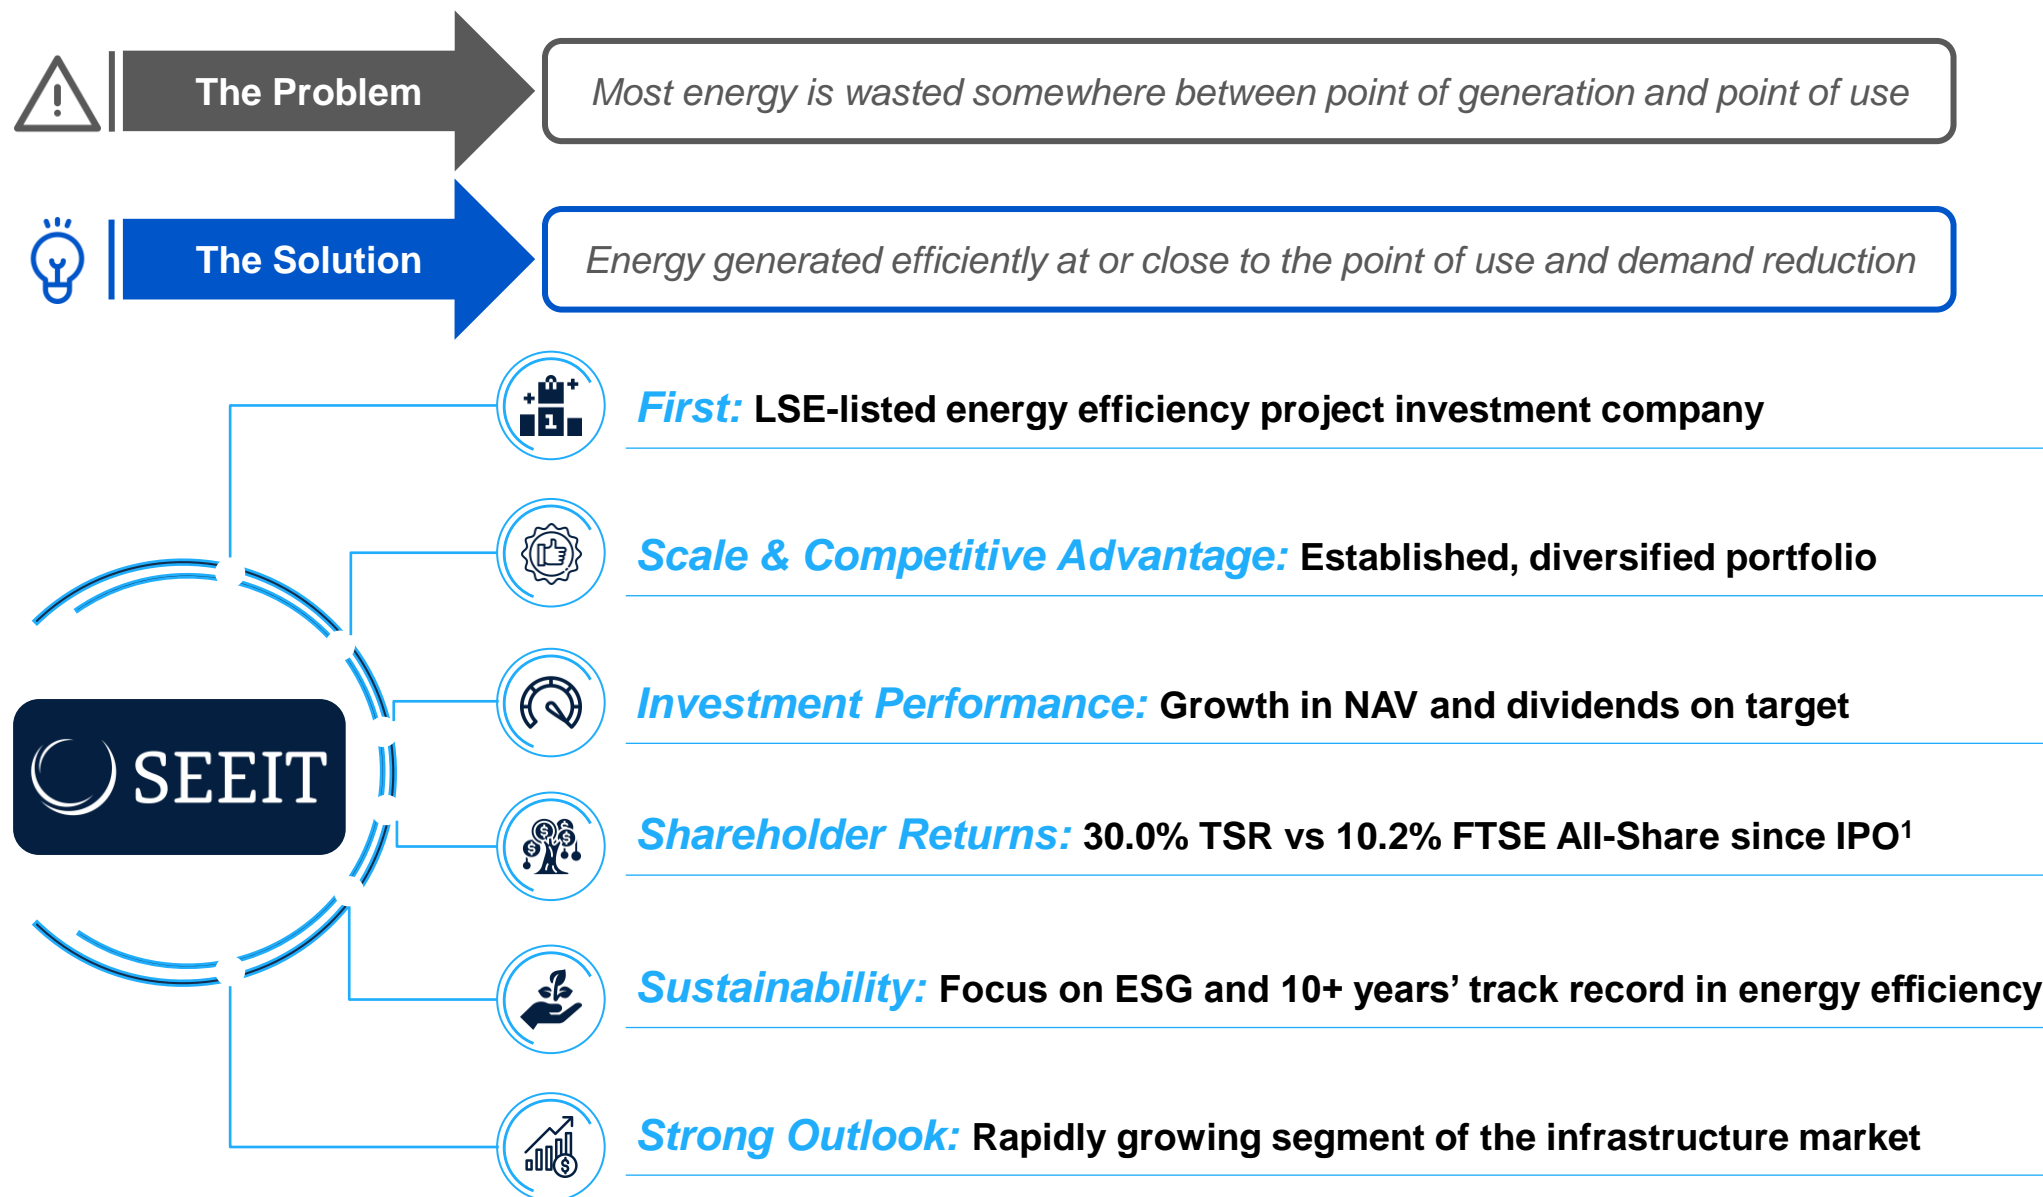 The Problem
Most energy is wasted somewhere between point of generation and point of use
The Solution
Energy generated efficiently at or close to the point of use and demand reduction
First: LSE-listed energy efficiency project investment company
Scale & Competitive Advantage: Established, diversified portfolio
Investment Performance: Growth in NAV and dividends on target
SEEIT
Shareholder Returns: 30.0% TSR vs 10.2% FTSE All-Share since IPO¹
Sustainability: Focus on ESG and 10+ years’ track record in energy efficiency
Strong Outlook: Rapidly growing segment of the infrastructure market